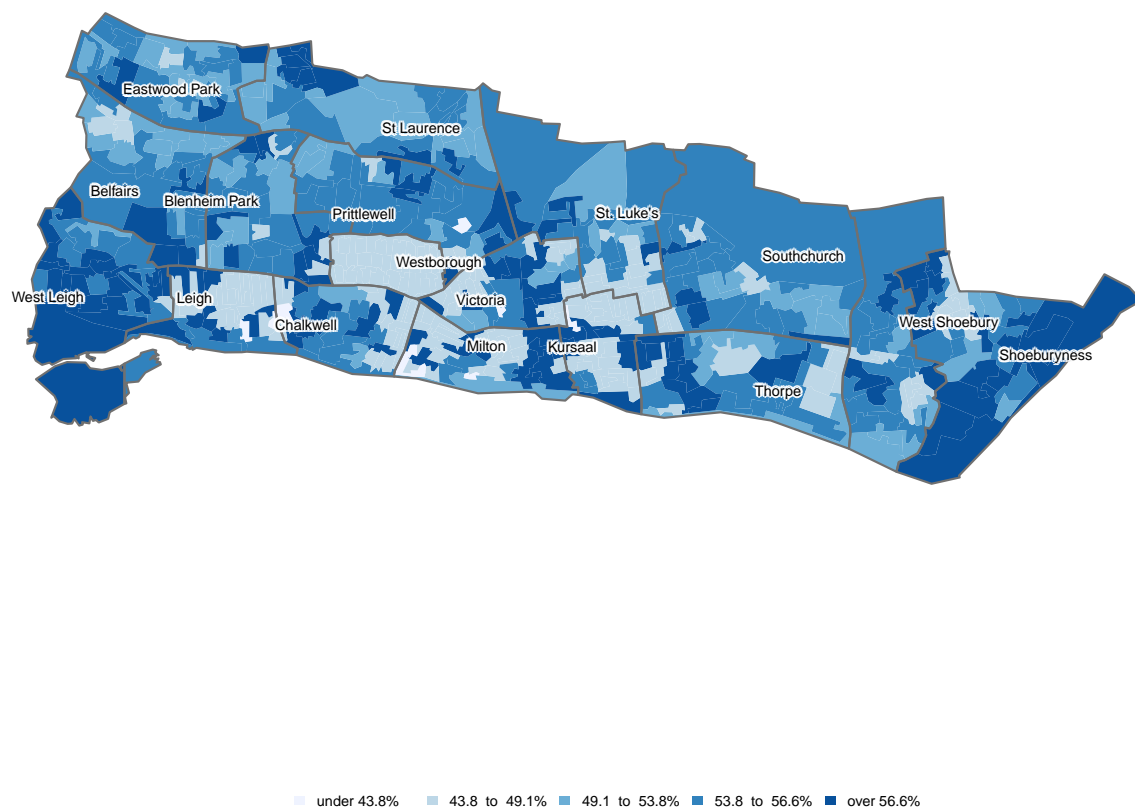 Eastwood Park
St Laurence
Belfairs
Blenheim Park
Prittlewell
St. Luke's
Westborough
Southchurch
West Leigh
Leigh
Victoria
Chalkwell
West Shoebury
Milton
Kursaal
Shoeburyness
Thorpe
under 43.8% 43.8 to 49.1% 49.1 to 53.8% 53.8 to 56.6% over 56.6%